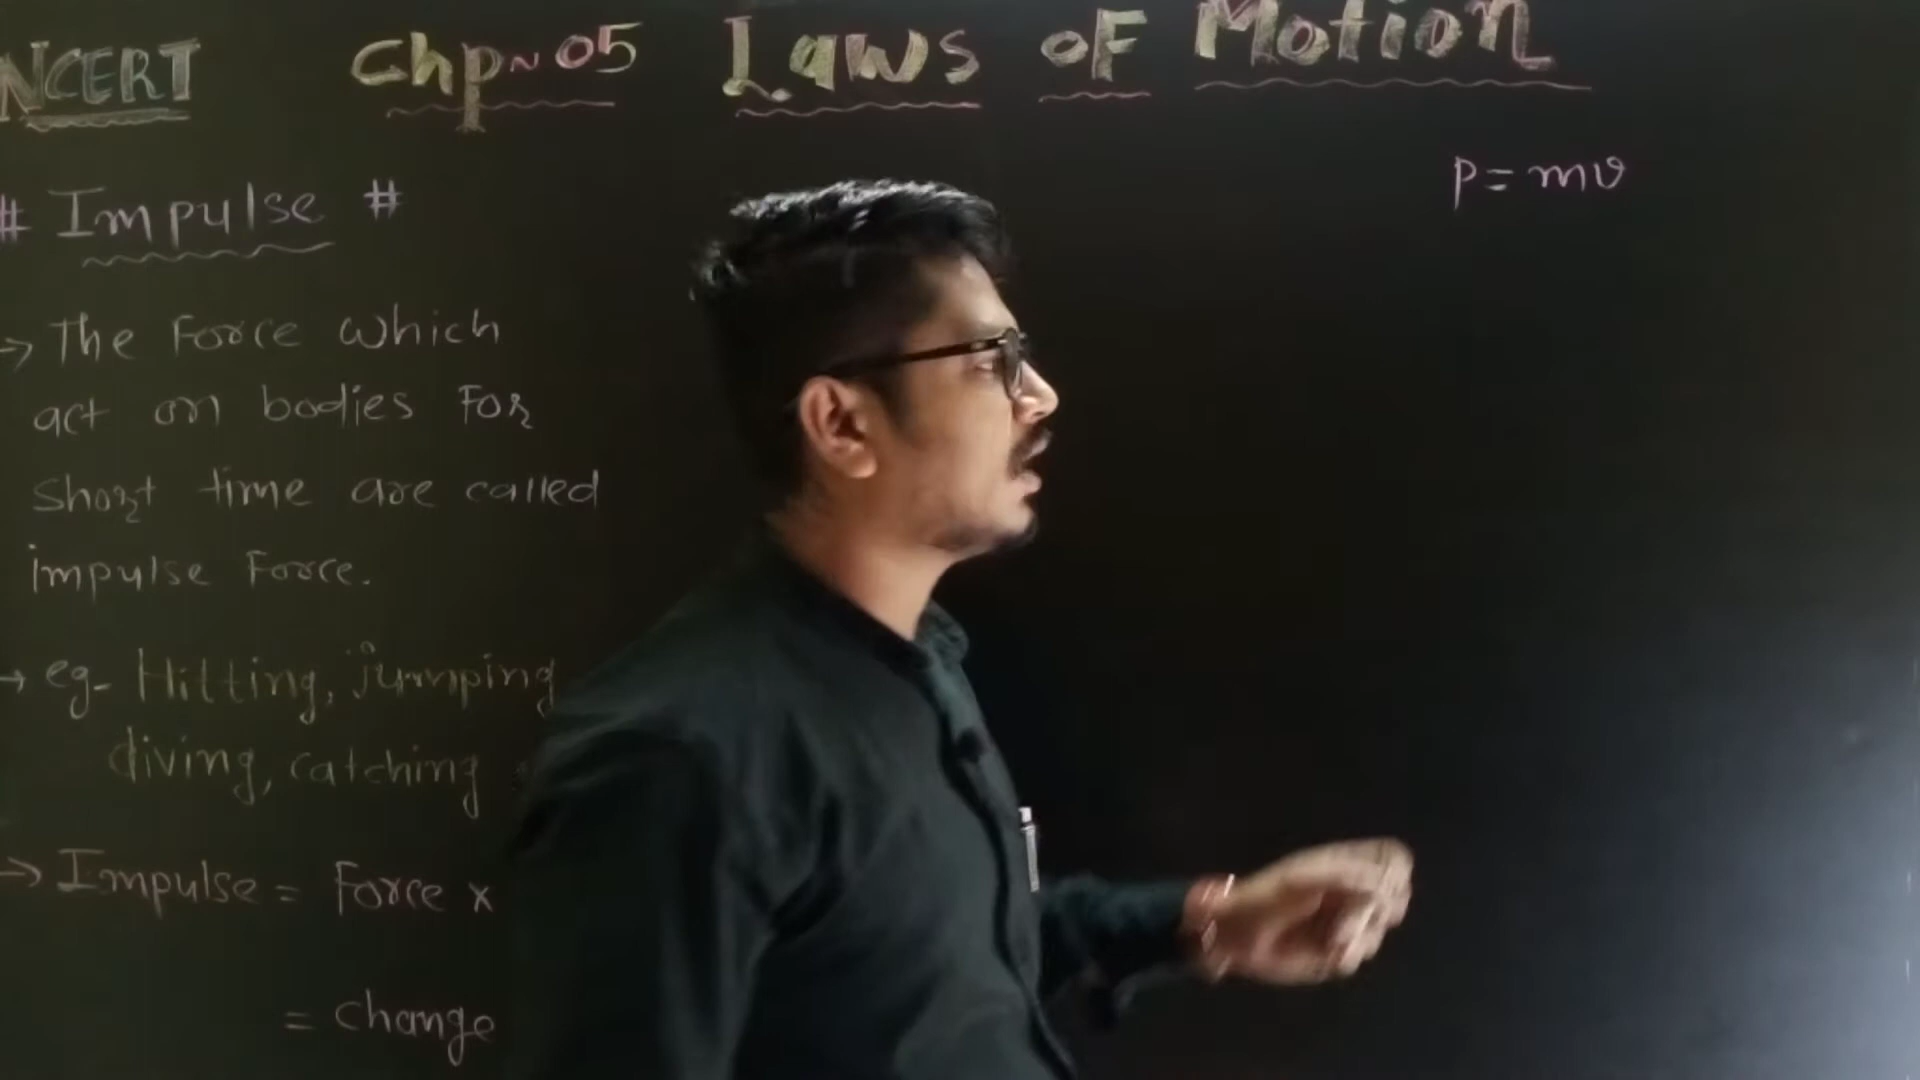 NCERT Chp~05 Laws of Motion
# Impulse #
→ The Force which
act on bodies For
Short time are called
impulse Force.
→ eg- Hitting, jumping
diving, catching
→ Impulse = Force x
= change
p = mv